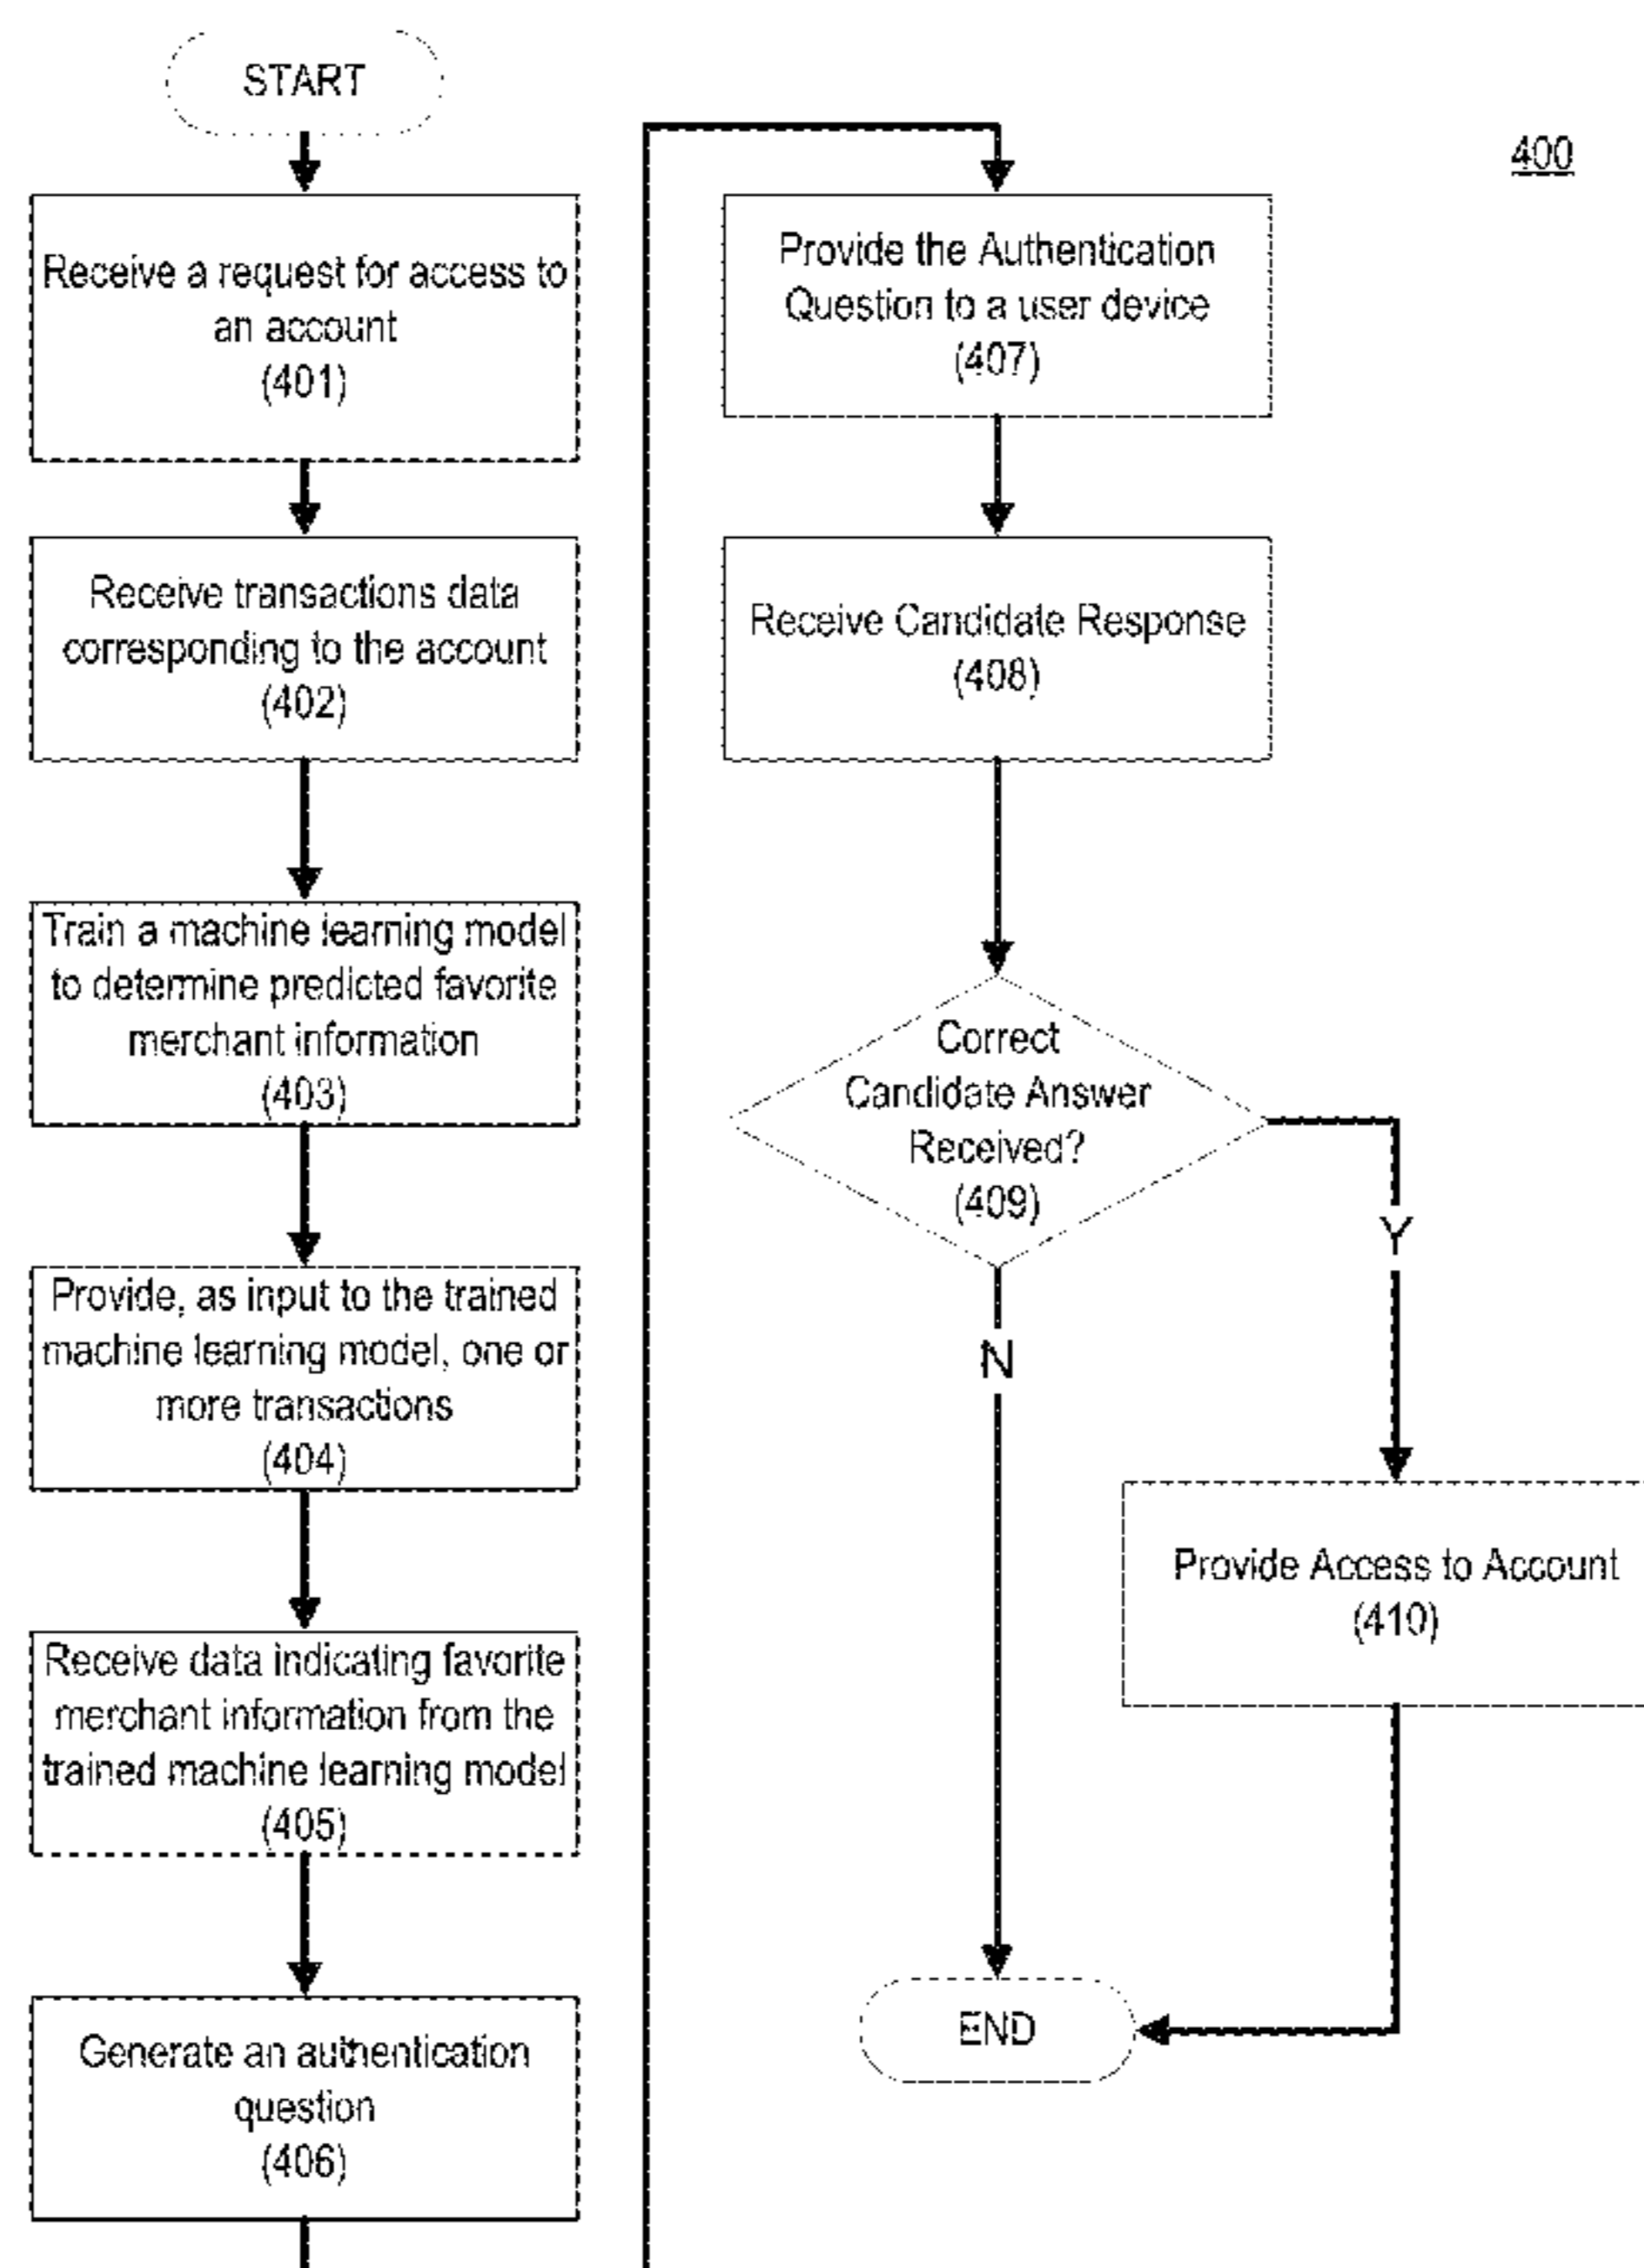 START
Receive a request for access to
an account
(401)
Receive transactions data
corresponding to the account
(402)
Train a machine learning model
to determine predicted favorite
merchant information
(403)
Provide, as input to the trained
machine learning model, one or
more transactions
(404)
Receive data indicating favorite
merchant information from the
trained machine learning model
(405)
Generate an authentication
question
(406)
400
Provide the Authentication
Question to a user device
(407)
Receive Candidate Response
(408)
Correct
Candidate Answer
Received?
(409)
Y
N
Provide Access to Account
(410)
END